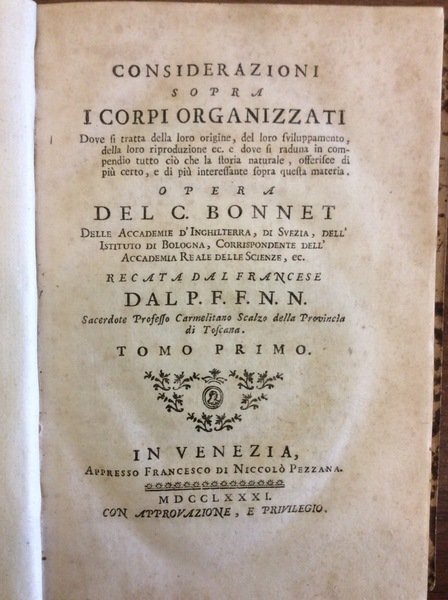 CONSIDERAZIONI
SOPRA
I CORPI ORGANIZZATI
Dove si tratta della loro origine, del loro sviluppamento,
della loro riproduzione ec. e dove si raduna in com-
pendio tutto ciò che la storia naturale, offerisce di
più certo, e di più interessante sopra questa materia.
OPERA
DEL C. BONNET
DELLE ACCADEMIE D'INGHILTERRA, DI SVEZIA, DELL'
ISTITUTO DI BOLOGNA, CORRISPONDENTE DELL'
ACCADEMIA REALE DELLE SCIENZE, ec.
RECATA DAL FRANCESE
DAL P. F. F. N. N.
Sacerdote Professo Carmelitano Scalzo della Provincia
di Toscana.
TOMO PRIMO.
IN VENEZIA,
APPRESSO FRANCESCO DI NICCOLÒ PEZZANA.
MDCCLXXXI.
CON APPROVAZIONE, E PRIVILEGIO.